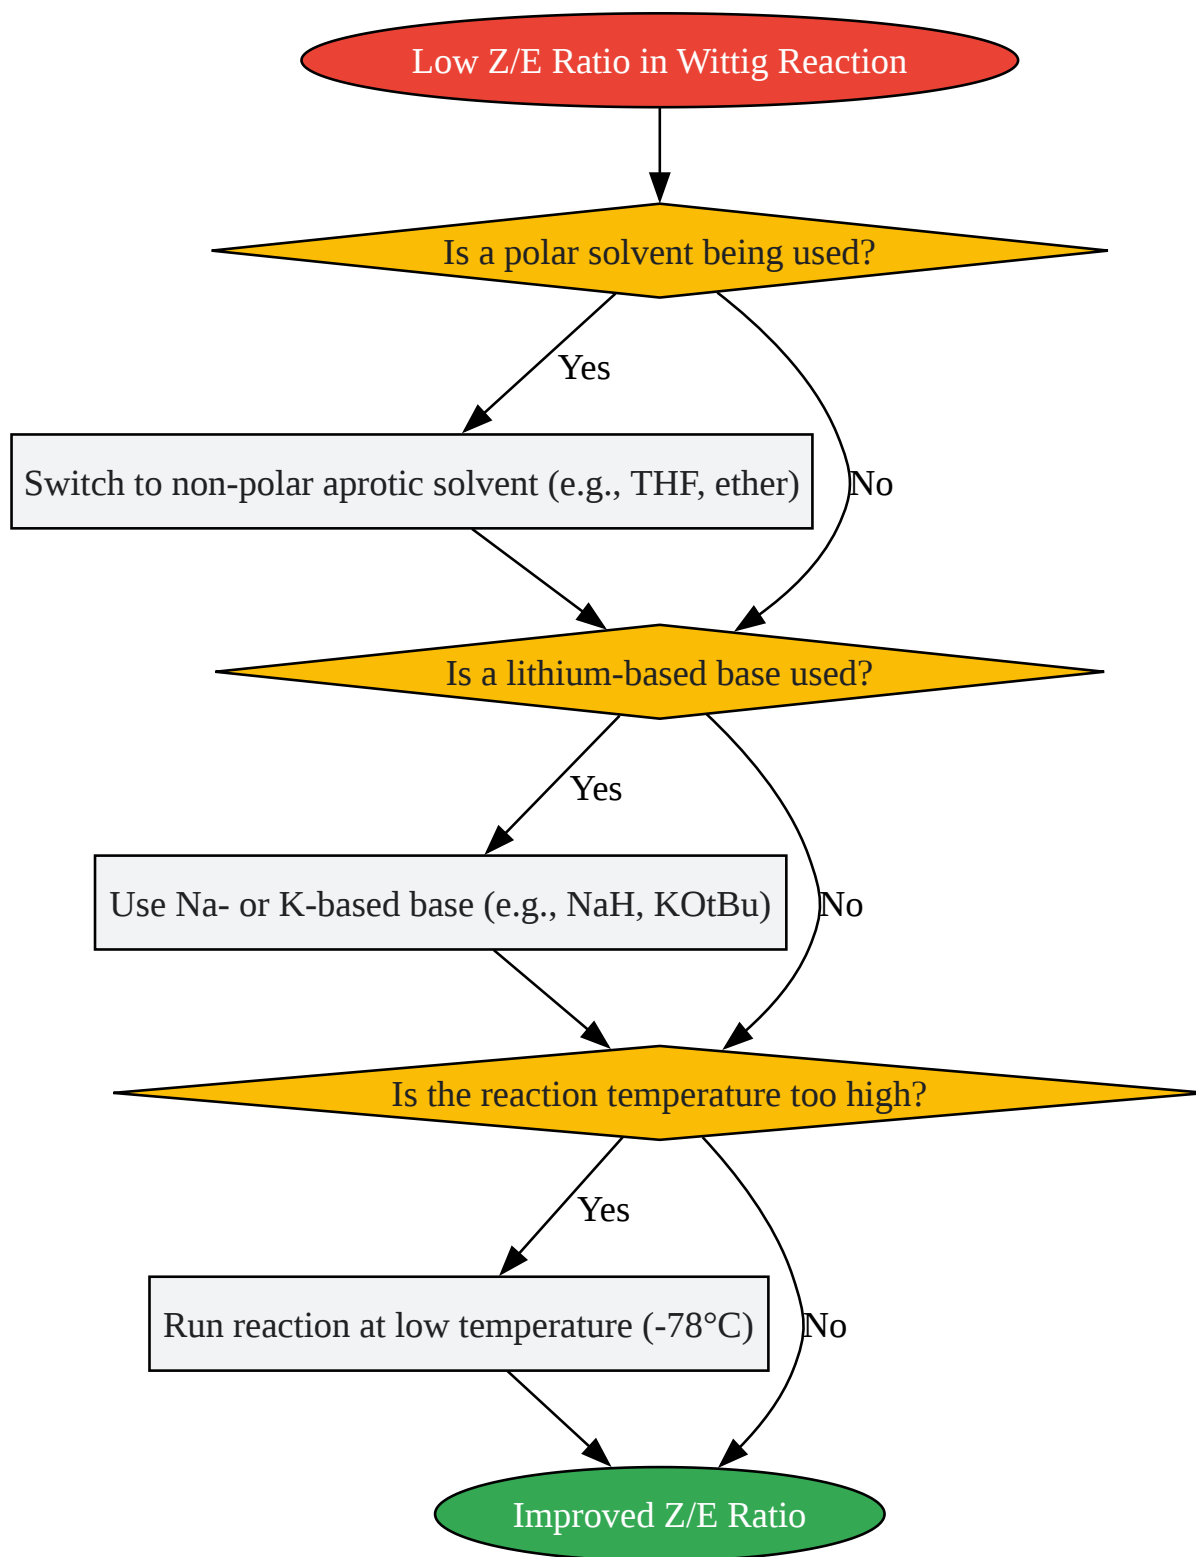 Low Z/E Ratio in Wittig Reaction
Is a polar solvent being used?
Yes
Switch to non-polar aprotic solvent (e.g., THF, ether)
No
Is a lithium-based base used?
Yes
Use Na- or K-based base (e.g., NaH, KOtBu)
No
Is the reaction temperature too high?
Yes
Run reaction at low temperature (-78°C)
No
Improved Z/E Ratio